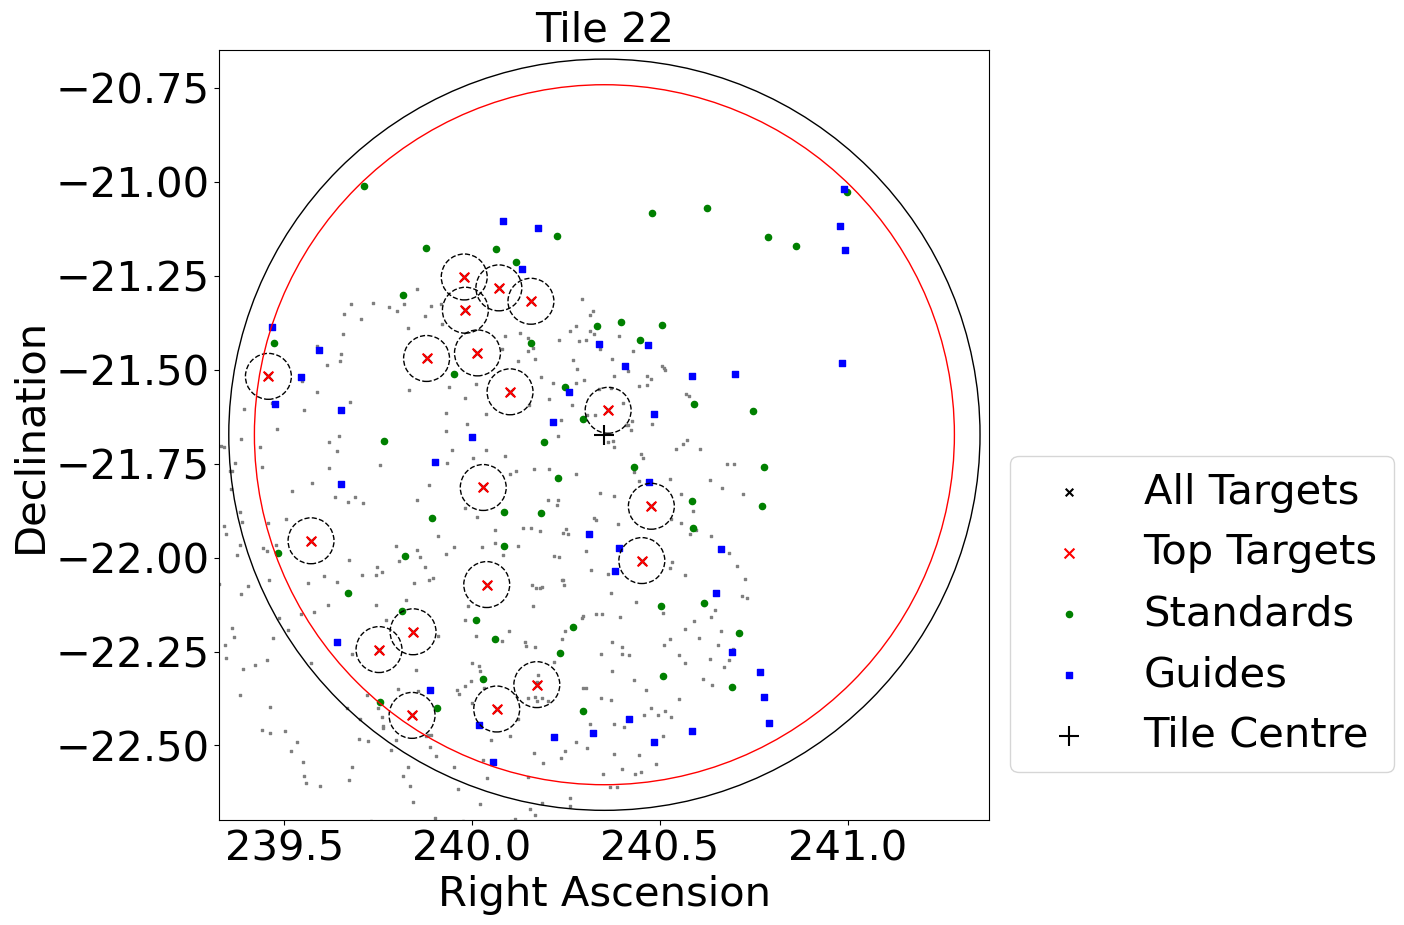 Tile 22
−20.75
−21.00
−21.25
−21.50
−21.75
−22.00
−22.25
−22.50
Declination
239.5 240.0 240.5 241.0
Right Ascension
All Targets
Top Targets
Standards
Guides
Tile Centre